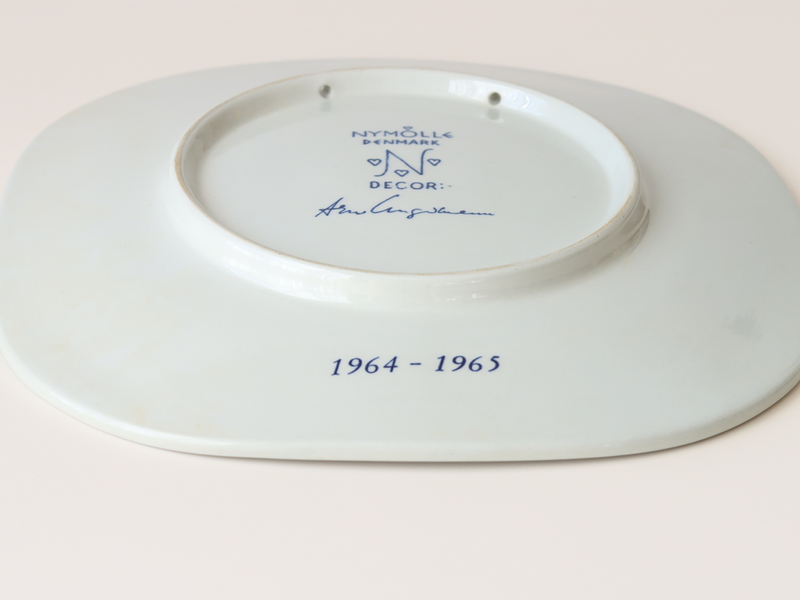 NYMÖLLE
DENMARK
N
DECOR:
1964 - 1965